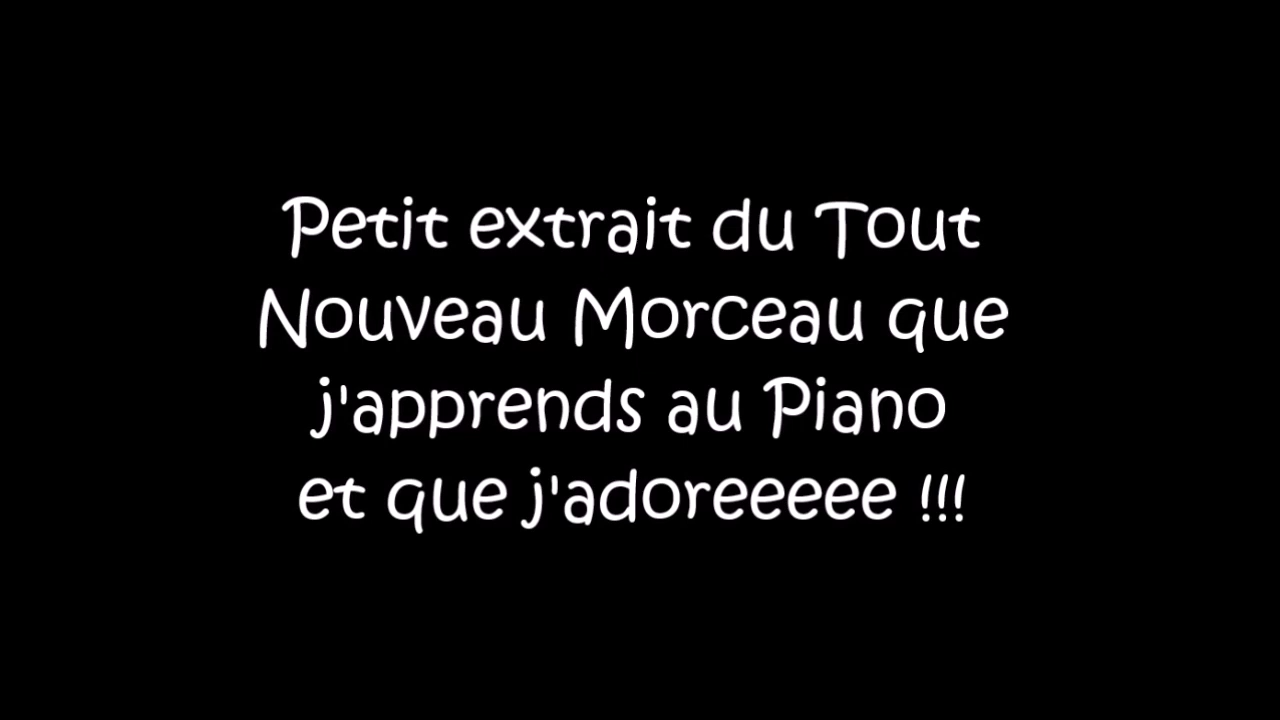 Petit extrait du Tout
Nouveau Morceau que
j'apprends au Piano
et que j'adoreeeee !!!